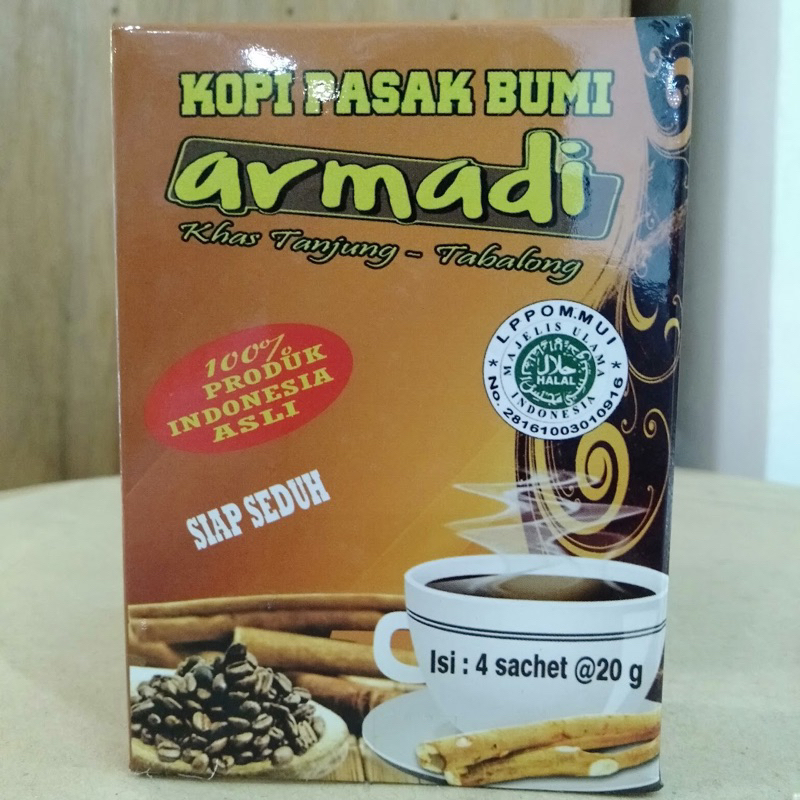 KOPI PASAK BUMI
armadi
Khas Tanjung - Tabalong
100%
PRODUK
INDONESIA
ASLI
LPPOM.MUI
MAJELIS ULAMA
حلال
HALAL
INDONESIA
No. 28161003010916
SIAP SEDUH
Isi : 4 sachet @20 g